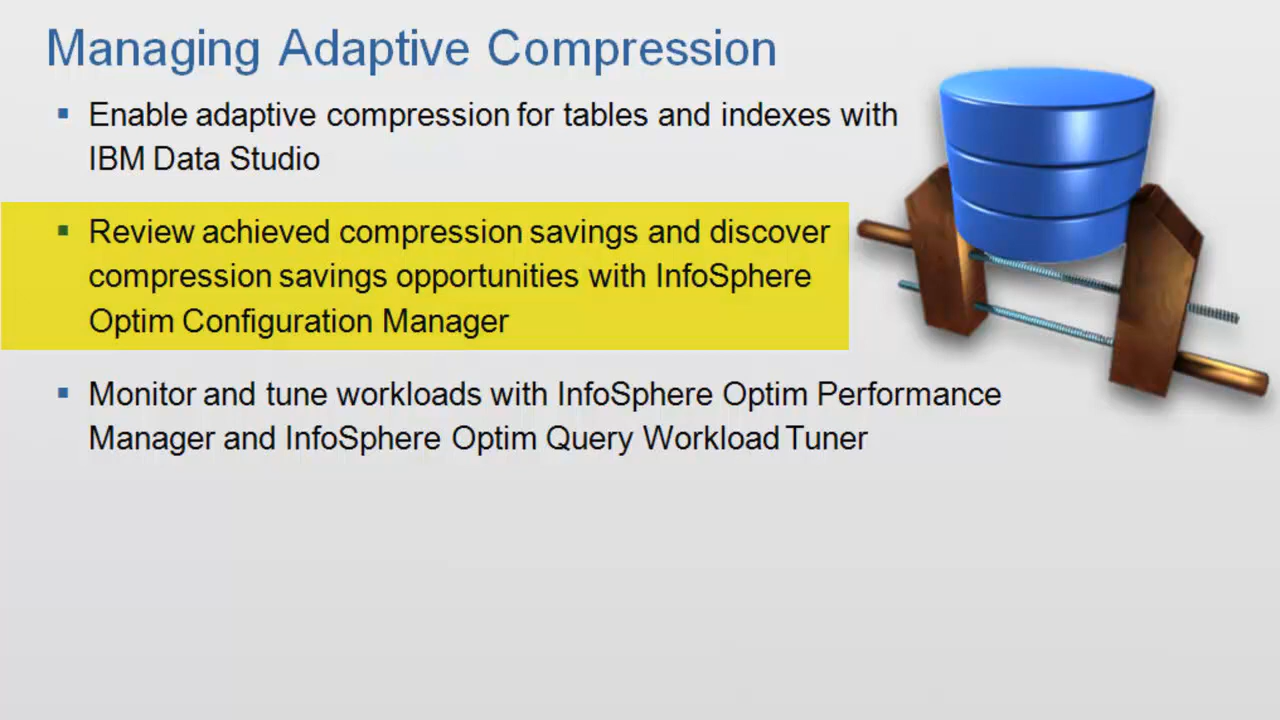 Managing Adaptive Compression
▪ Enable adaptive compression for tables and indexes with
IBM Data Studio
▪ Review achieved compression savings and discover
compression savings opportunities with InfoSphere
Optim Configuration Manager
▪ Monitor and tune workloads with InfoSphere Optim Performance
Manager and InfoSphere Optim Query Workload Tuner